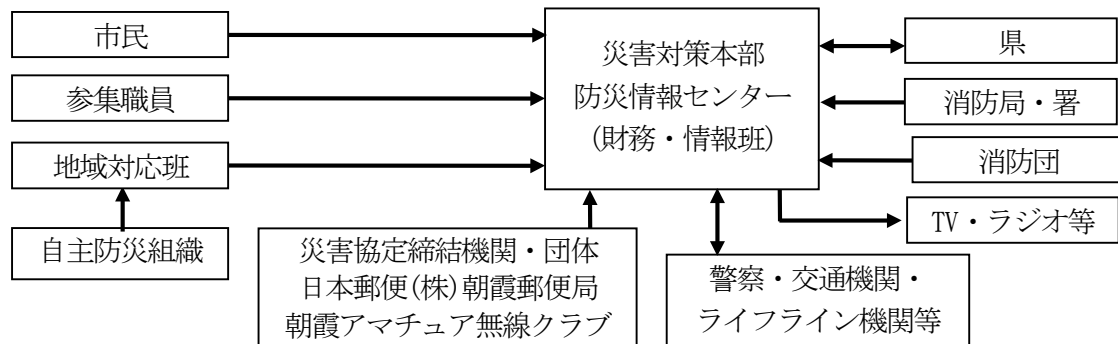 市民
参集職員
地域対応班
自主防災組織
災害対策本部
防災情報センター
(財務・情報班)
災害協定締結機関・団体
日本郵便(株)朝霞郵便局
朝霞アマチュア無線クラブ
県
消防局・署
消防団
TV・ラジオ等
警察・交通機関・
ライフライン機関等